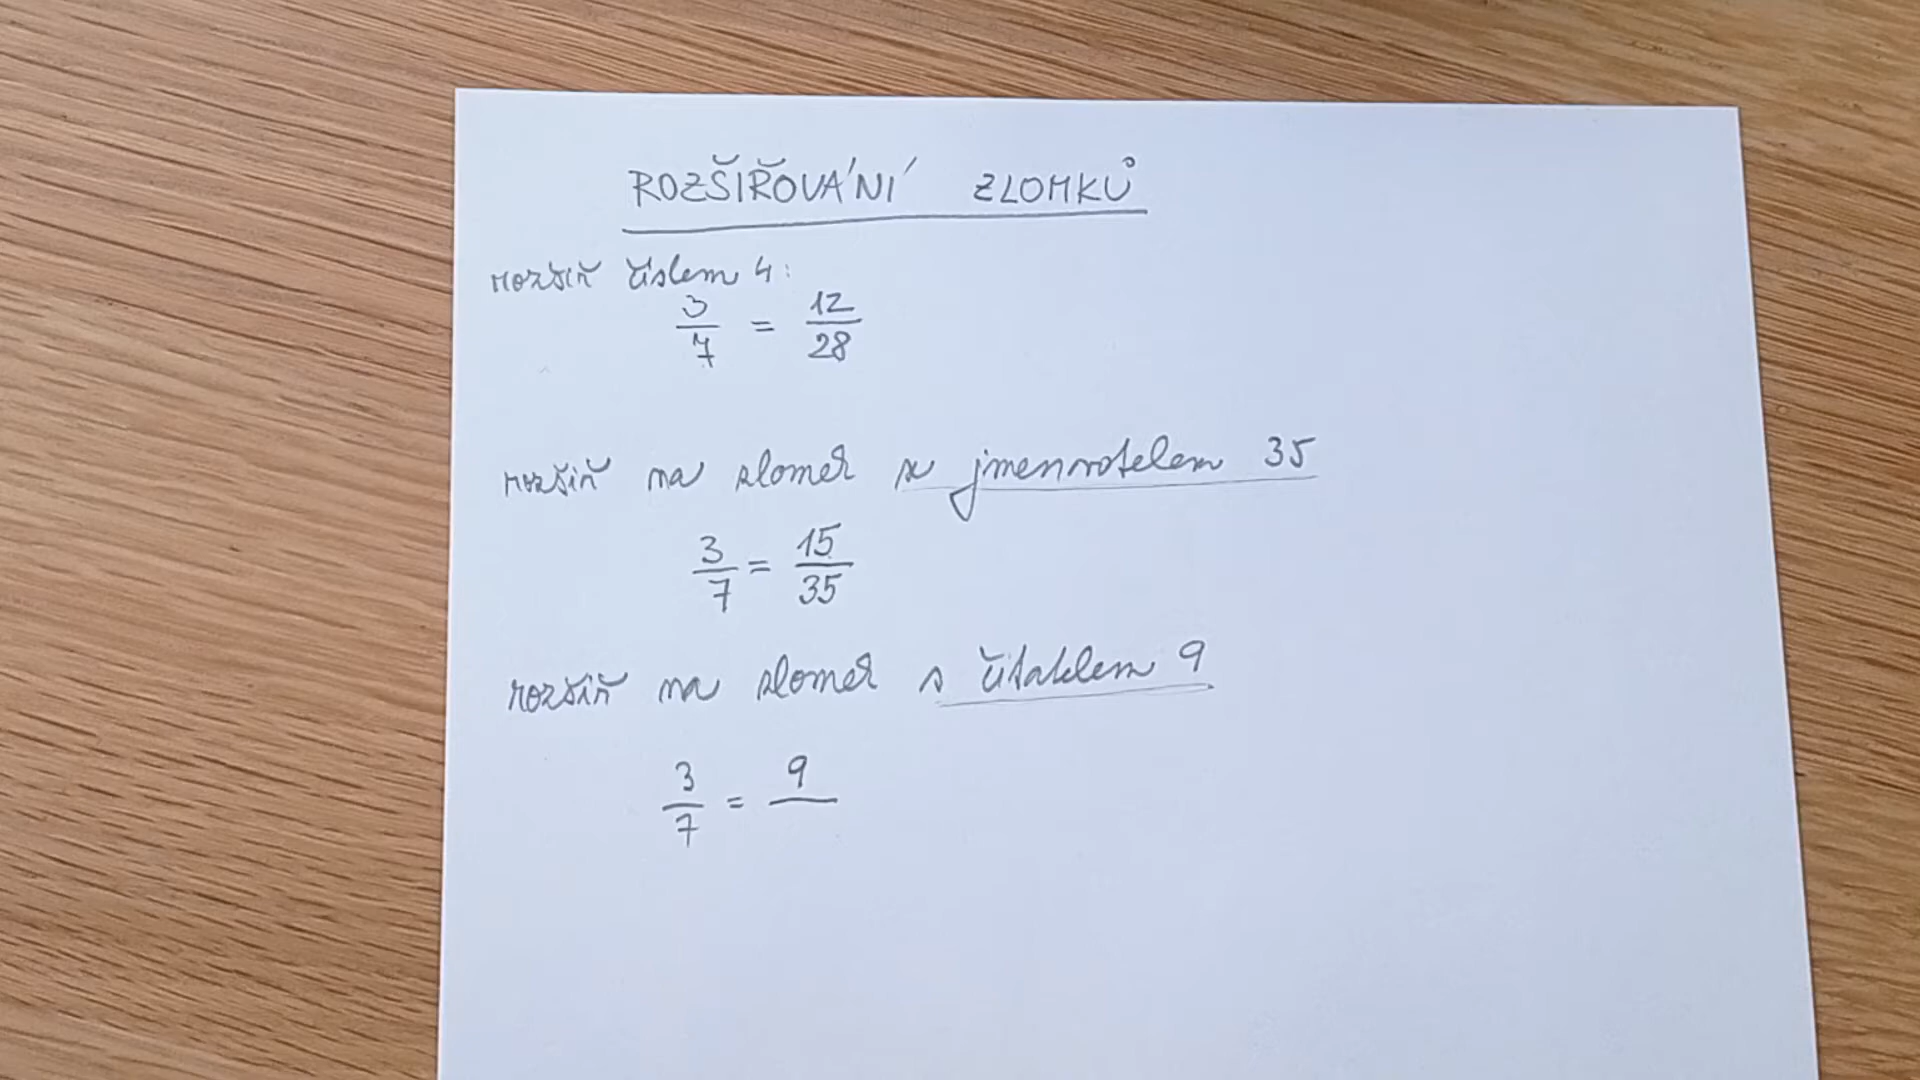 ROZŠIŘOVÁNÍ ZLOMKŮ
rozšiř číslem 4:
3/7 = 12/28
rozšiř na zlomek se jmenovatelem 35
3/7 = 15/35
rozšiř na zlomek s čitatelem 9
3/7 = 9/